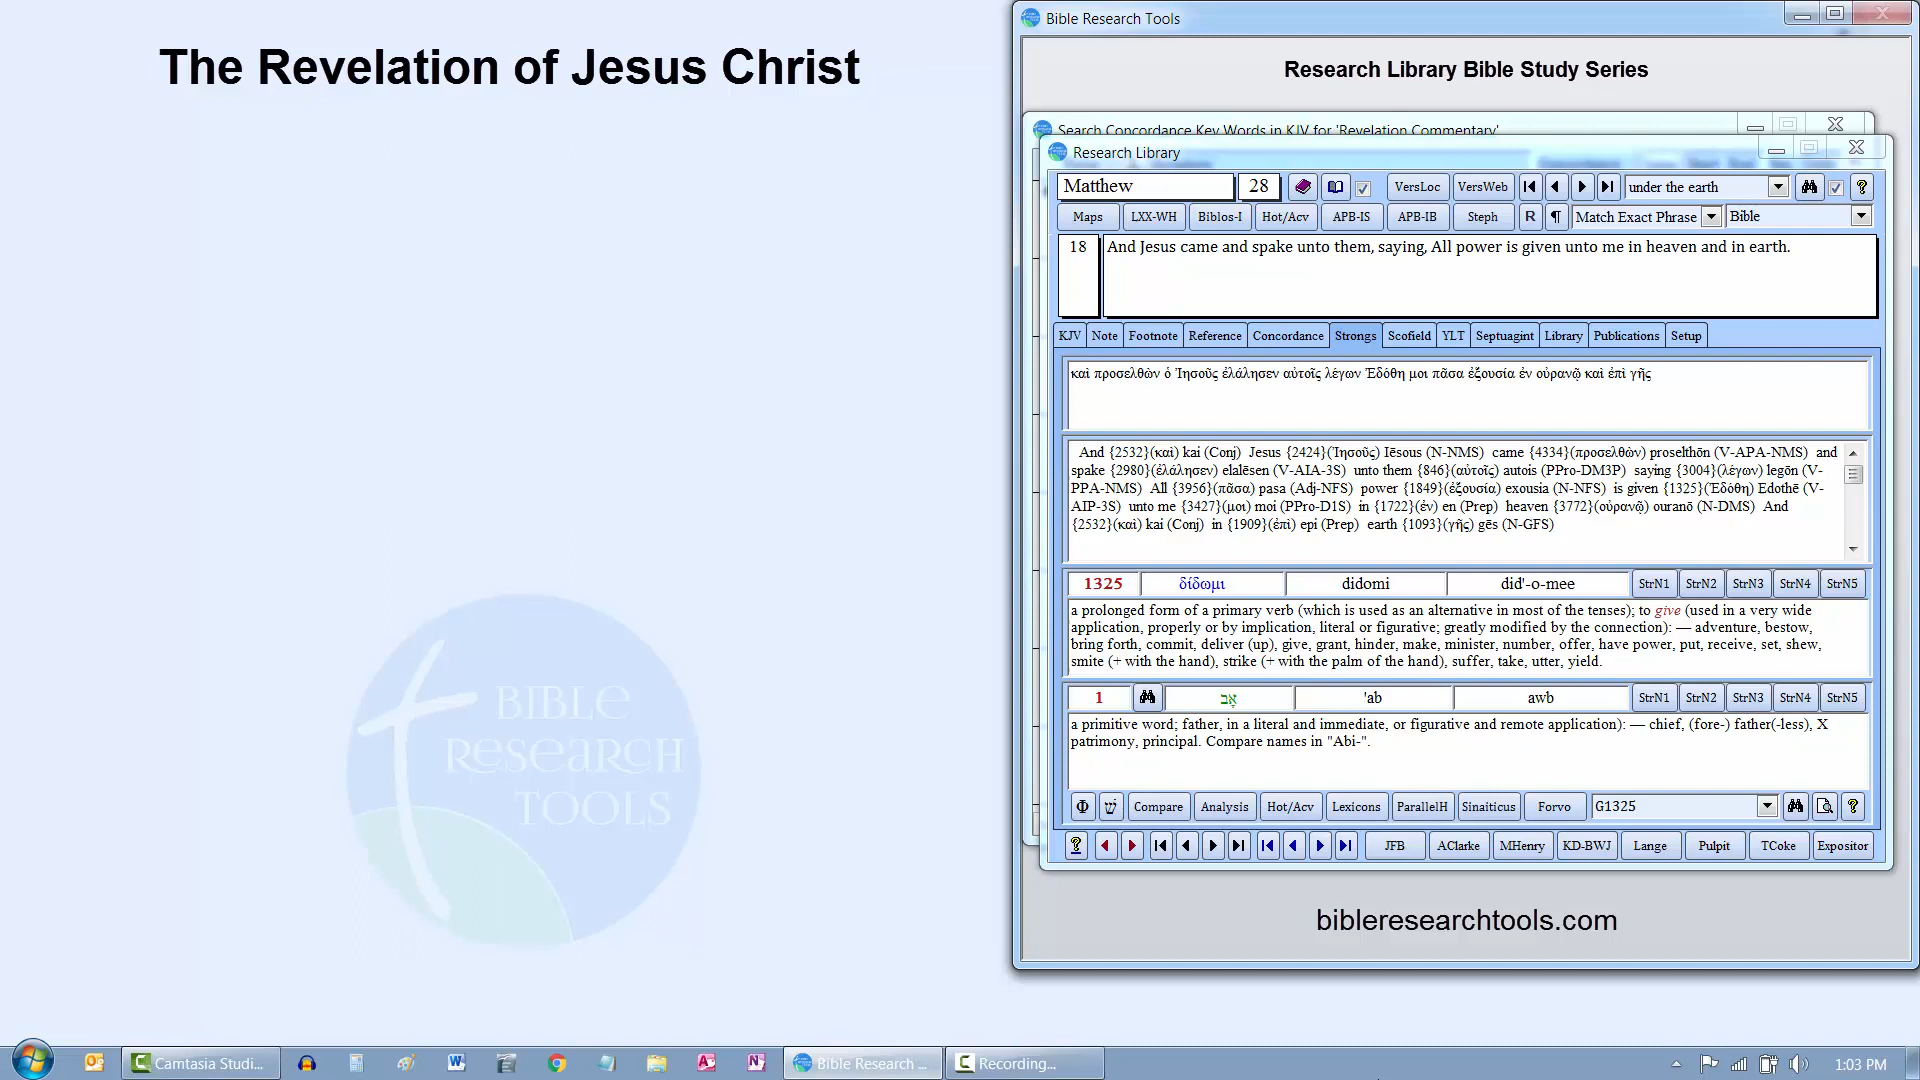 The Revelation of Jesus Christ
BIBLE
RESEARCH
TOOLS
Bible Research Tools
Research Library Bible Study Series
Search Concordance Key Words in KJV for 'Revelation Commentary'
Research Library
Matthew 28 VersLoc VersWeb under the earth ?
Maps LXX-WH Biblos-I Hot/Acv APB-IS APB-IB Steph R ¶ Match Exact Phrase Bible
18 And Jesus came and spake unto them, saying, All power is given unto me in heaven and in earth.
KJV Note Footnote Reference Concordance Strongs Scofield YLT Septuagint Library Publications Setup
καὶ προσελθὼν ὁ Ἰησοῦς ἐλάλησεν αὐτοῖς λέγων Ἐδόθη μοι πᾶσα ἐξουσία ἐν οὐρανῷ καὶ ἐπὶ γῆς
And {2532}(καὶ) kai (Conj) Jesus {2424}(Ἰησοῦς) Iēsous (N-NMS) came {4334}(προσελθὼν) proselthōn (V-APA-NMS) and
spake {2980}(ἐλάλησεν) elalēsen (V-AIA-3S) unto them {846}(αὐτοῖς) autois (PPro-DM3P) saying {3004}(λέγων) legōn (V-
PPA-NMS) All {3956}(πᾶσα) pasa (Adj-NFS) power {1849}(ἐξουσία) exousia (N-NFS) is given {1325}(Ἐδόθη) Edothē (V-
AIP-3S) unto me {3427}(μοι) moi (PPro-D1S) in {1722}(ἐν) en (Prep) heaven {3772}(οὐρανῷ) ouranō (N-DMS) And
{2532}(καὶ) kai (Conj) in {1909}(ἐπὶ) epi (Prep) earth {1093}(γῆς) gēs (N-GFS)
1325 δίδωμι didomi did'-o-mee StrN1 StrN2 StrN3 StrN4 StrN5
a prolonged form of a primary verb (which is used as an alternative in most of the tenses); to give (used in a very wide
application, properly or by implication, literal or figurative; greatly modified by the connection): — adventure, bestow,
bring forth, commit, deliver (up), give, grant, hinder, make, minister, number, offer, have power, put, receive, set, shew,
smite (+ with the hand), strike (+ with the palm of the hand), suffer, take, utter, yield.
1 אָב 'ab awb StrN1 StrN2 StrN3 StrN4 StrN5
a primitive word; father, in a literal and immediate, or figurative and remote application): — chief, (fore-) father(-less), X
patrimony, principal. Compare names in "Abi-".
Φ שׁ Compare Analysis Hot/Acv Lexicons ParallelH Sinaiticus Forvo G1325 ?
? JFB AClarke MHenry KD-BWJ Lange Pulpit TCoke Expositor
bibleresearchtools.com
Camtasia Studi... Bible Research ... Recording... 1:03 PM